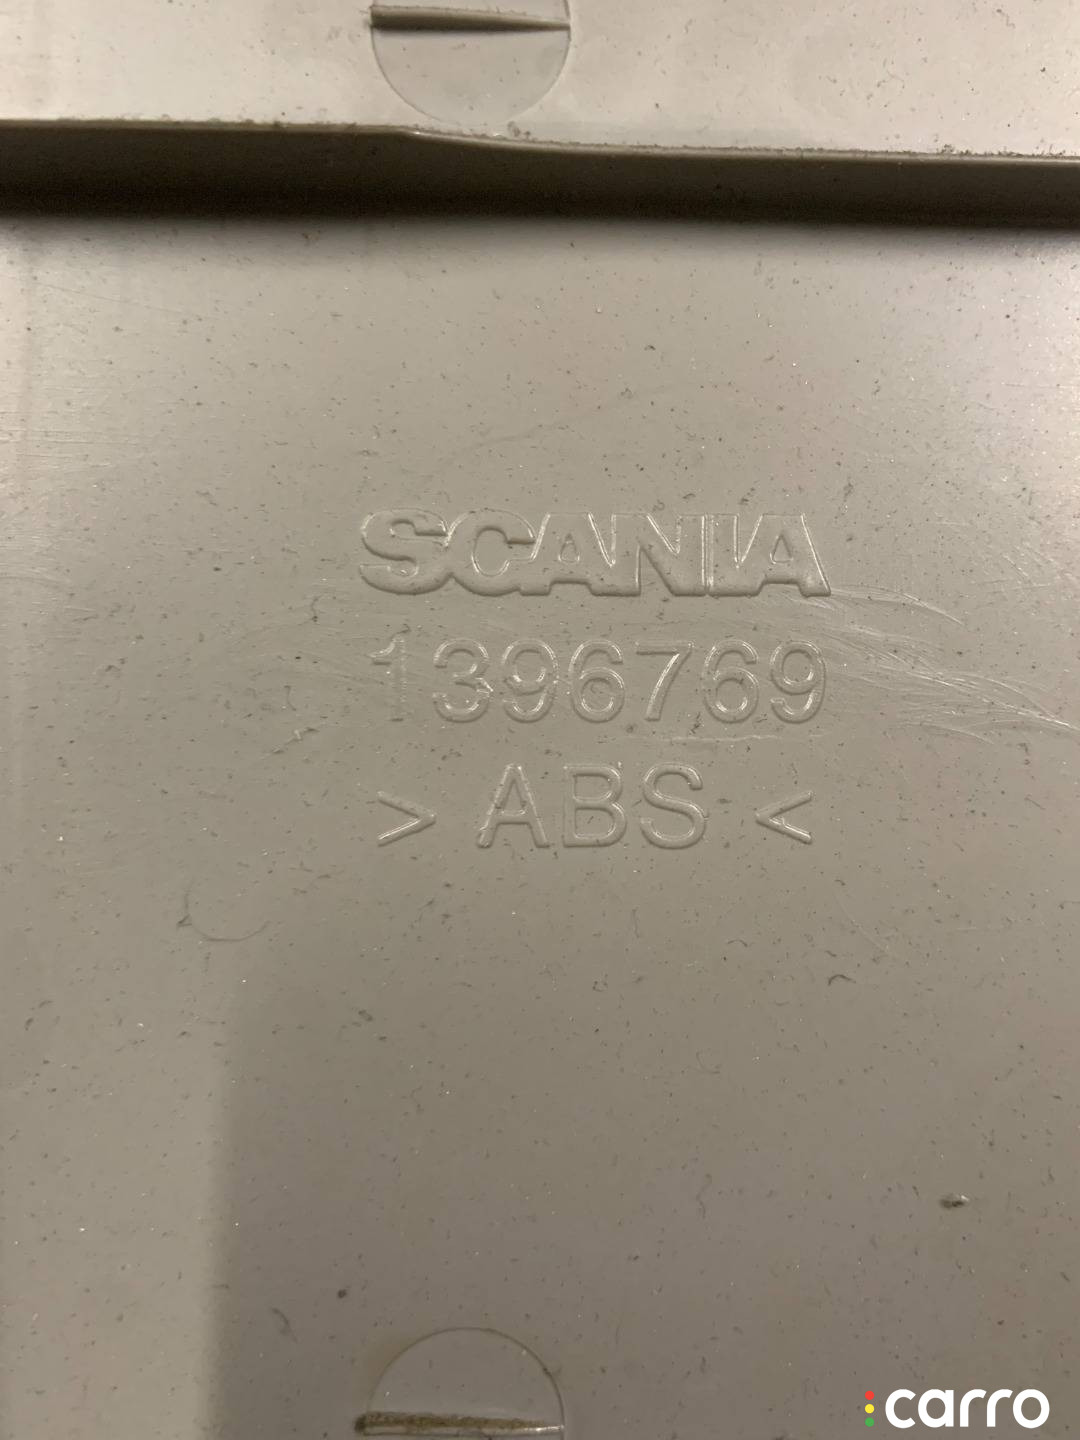 SCANIA
1396769
> ABS <
carro